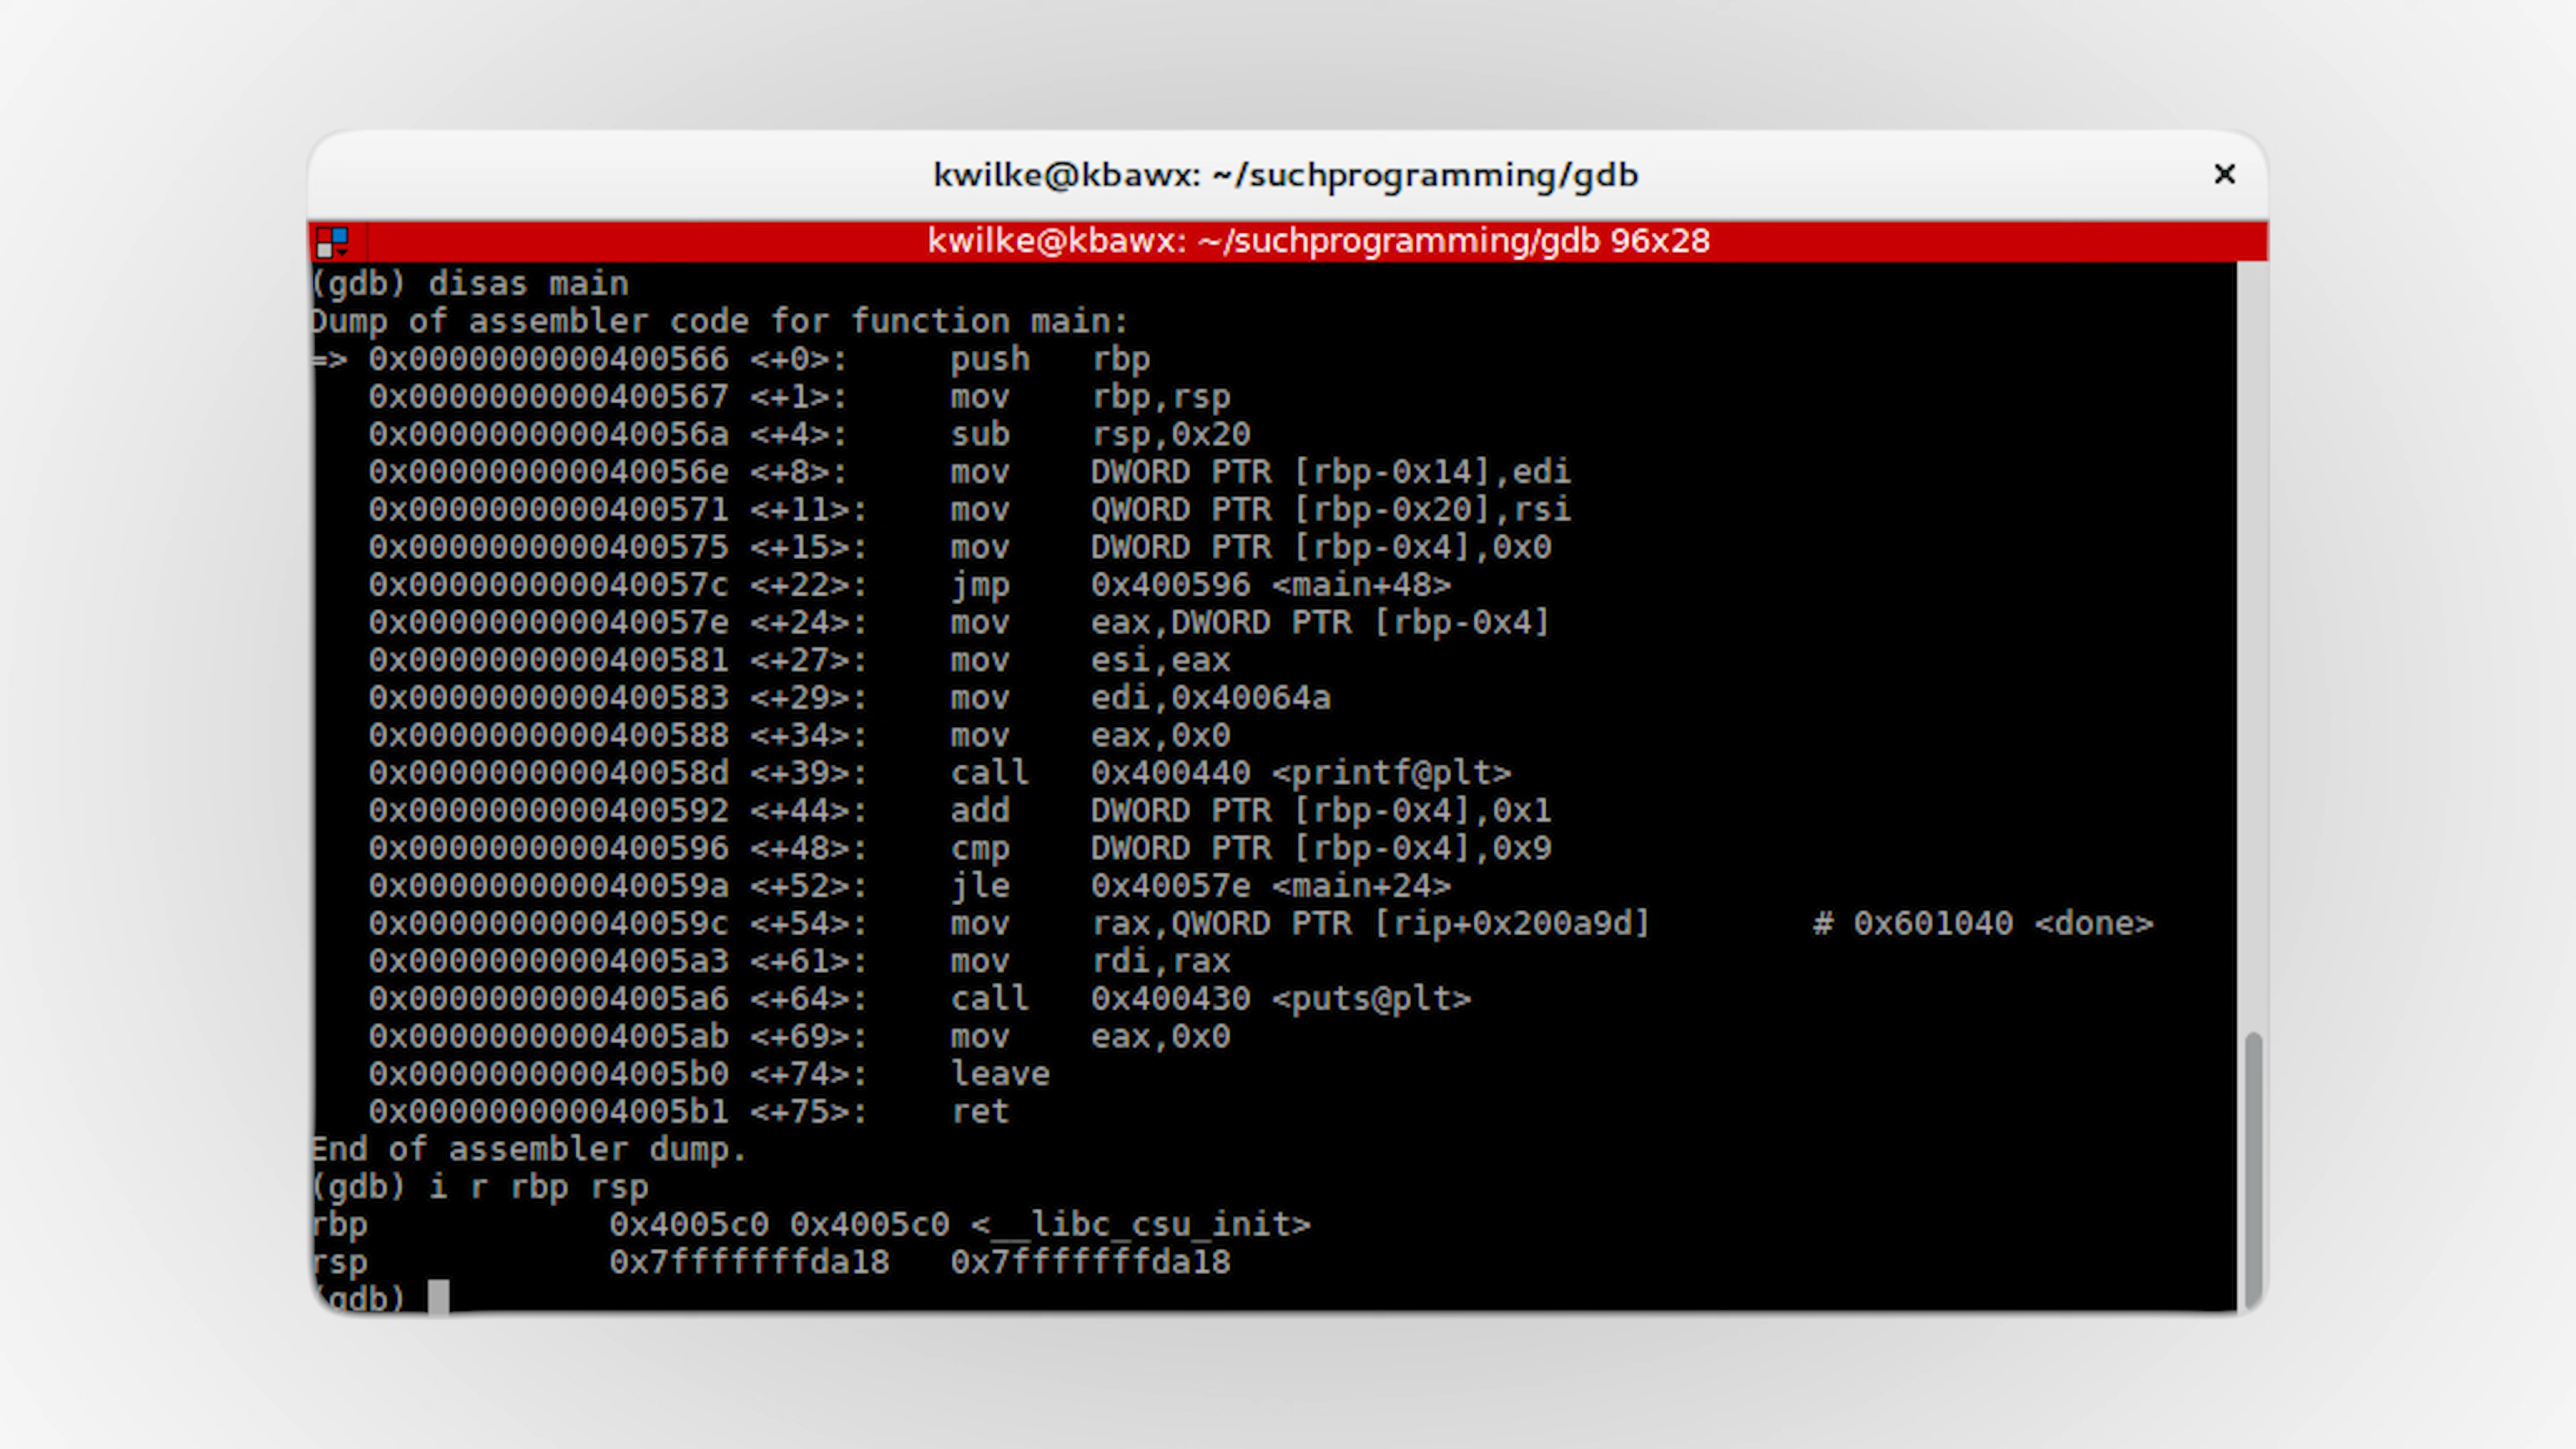 kwilke@kbawx: ~/suchprogramming/gdb
kwilke@kbawx: ~/suchprogramming/gdb 96x28
(gdb) disas main
Dump of assembler code for function main:
=> 0x0000000000400566 <+0>:     push   rbp
   0x0000000000400567 <+1>:     mov    rbp,rsp
   0x000000000040056a <+4>:     sub    rsp,0x20
   0x000000000040056e <+8>:     mov    DWORD PTR [rbp-0x14],edi
   0x0000000000400571 <+11>:    mov    QWORD PTR [rbp-0x20],rsi
   0x0000000000400575 <+15>:    mov    DWORD PTR [rbp-0x4],0x0
   0x000000000040057c <+22>:    jmp    0x400596 <main+48>
   0x000000000040057e <+24>:    mov    eax,DWORD PTR [rbp-0x4]
   0x0000000000400581 <+27>:    mov    esi,eax
   0x0000000000400583 <+29>:    mov    edi,0x40064a
   0x0000000000400588 <+34>:    mov    eax,0x0
   0x000000000040058d <+39>:    call   0x400440 <printf@plt>
   0x0000000000400592 <+44>:    add    DWORD PTR [rbp-0x4],0x1
   0x0000000000400596 <+48>:    cmp    DWORD PTR [rbp-0x4],0x9
   0x000000000040059a <+52>:    jle    0x40057e <main+24>
   0x000000000040059c <+54>:    mov    rax,QWORD PTR [rip+0x200a9d]        # 0x601040 <done>
   0x00000000004005a3 <+61>:    mov    rdi,rax
   0x00000000004005a6 <+64>:    call   0x400430 <puts@plt>
   0x00000000004005ab <+69>:    mov    eax,0x0
   0x00000000004005b0 <+74>:    leave
   0x00000000004005b1 <+75>:    ret
End of assembler dump.
(gdb) i r rbp rsp
rbp            0x4005c0 0x4005c0 <__libc_csu_init>
rsp            0x7fffffffda18   0x7fffffffda18
(gdb)